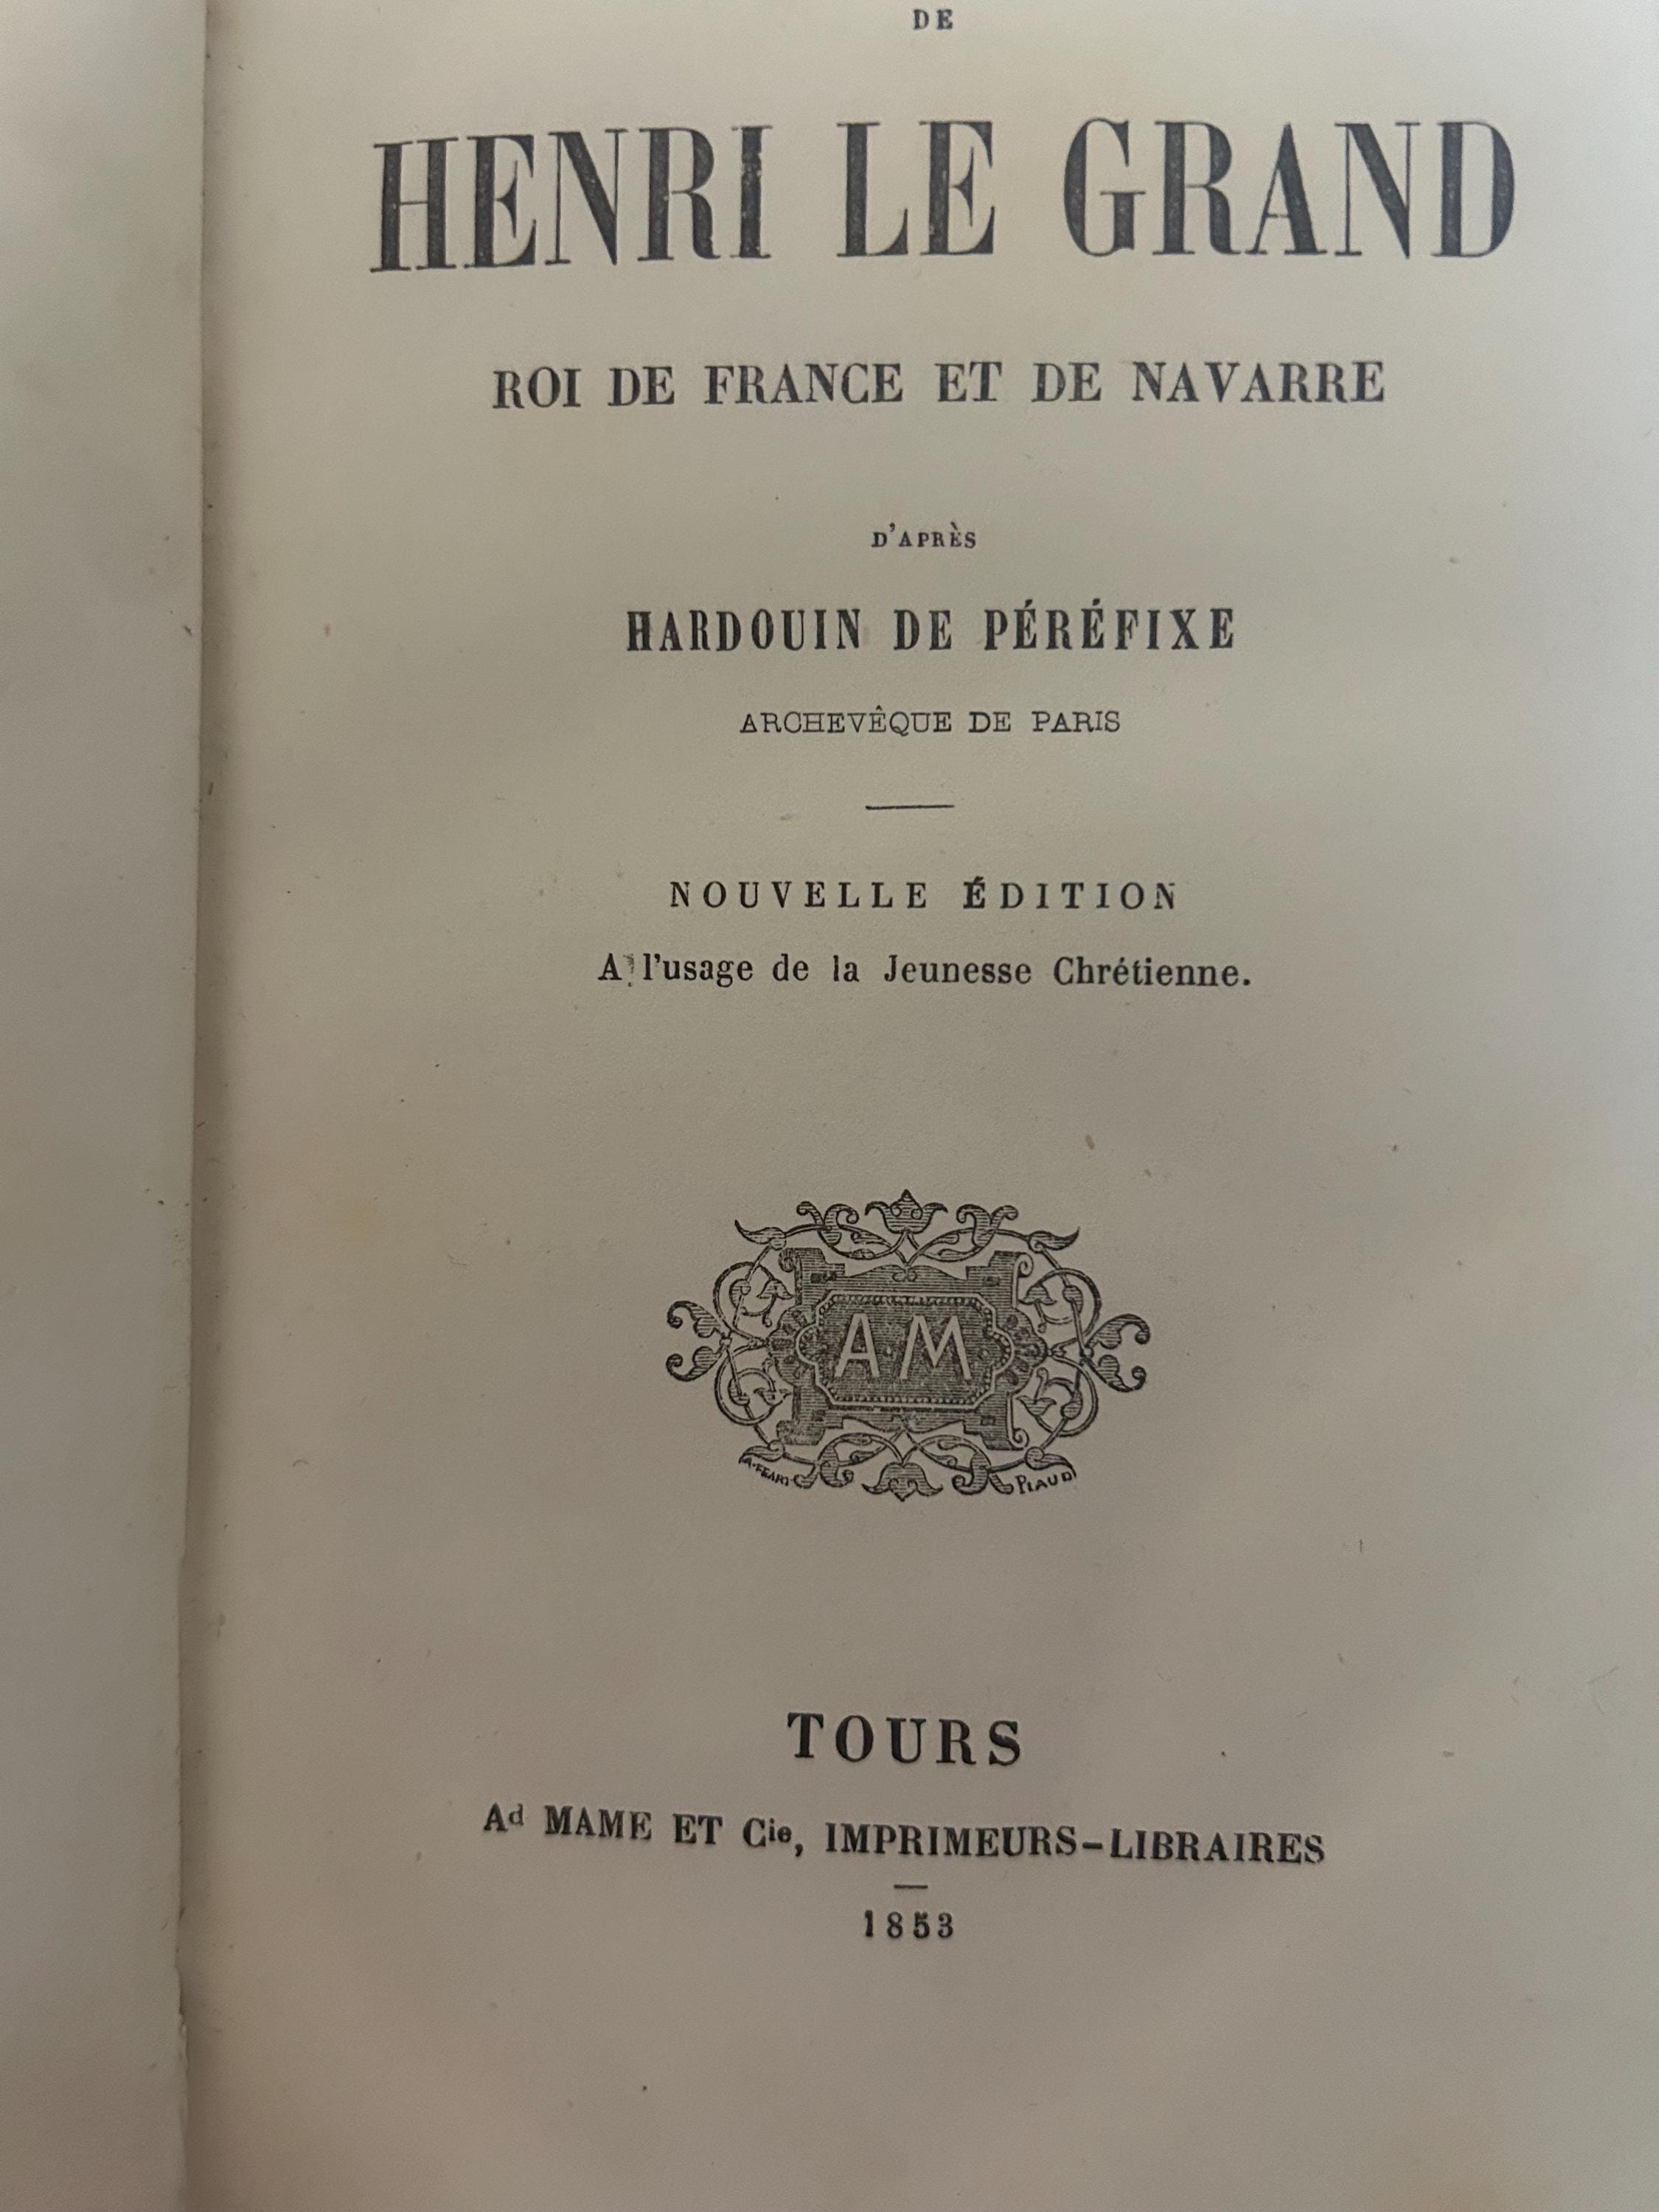 DE
HENRI LE GRAND
ROI DE FRANCE ET DE NAVARRE
D'APRÈS
HARDOUIN DE PÉRÉFIXE
ARCHEVÊQUE DE PARIS
NOUVELLE ÉDITION
A l'usage de la Jeunesse Chrétienne.
AM
PIAUD
TOURS
Ad MAME ET Cie, IMPRIMEURS-LIBRAIRES
1853